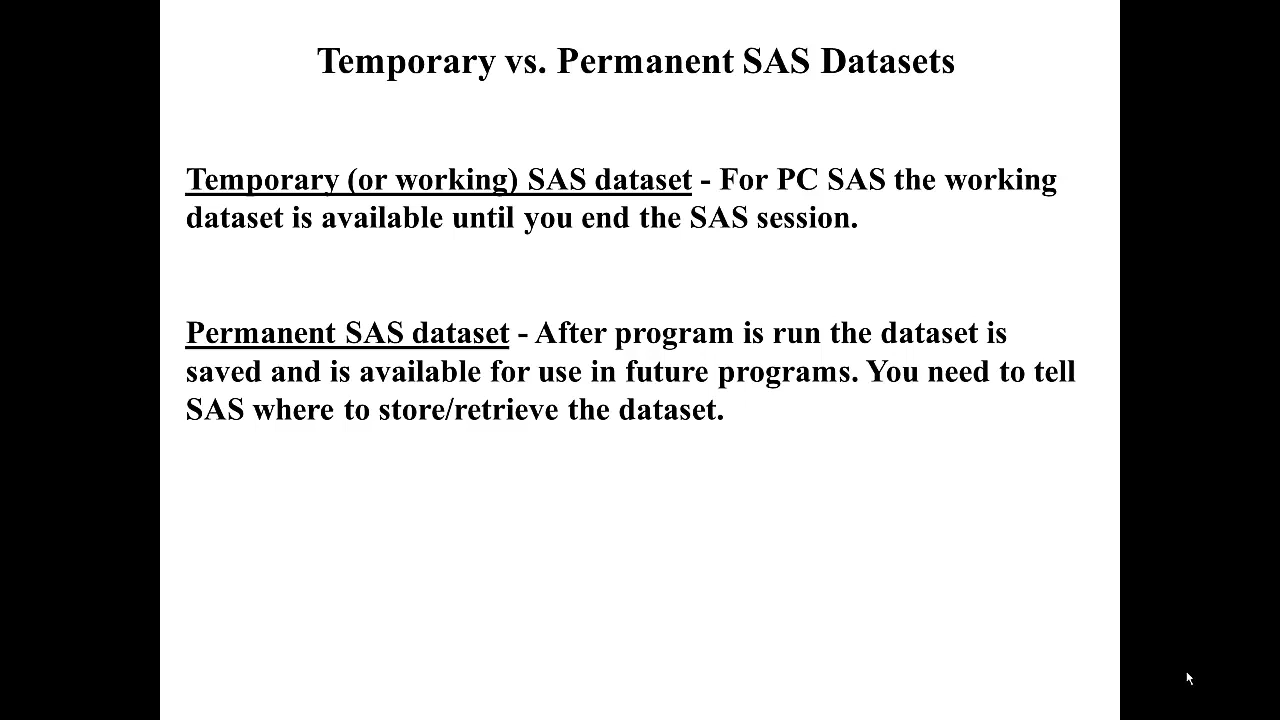 Temporary vs. Permanent SAS Datasets
Temporary (or working) SAS dataset - For PC SAS the working
dataset is available until you end the SAS session.
Permanent SAS dataset - After program is run the dataset is
saved and is available for use in future programs. You need to tell
SAS where to store/retrieve the dataset.